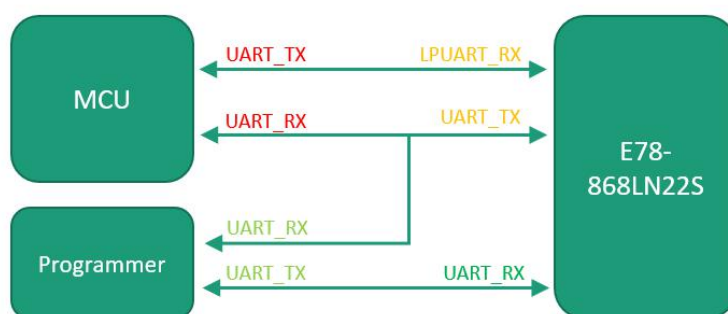 UART_TX
LPUART_RX
MCU
UART_RX
UART_TX
E78-
868LN22S
UART_RX
Programmer
UART_TX
UART_RX